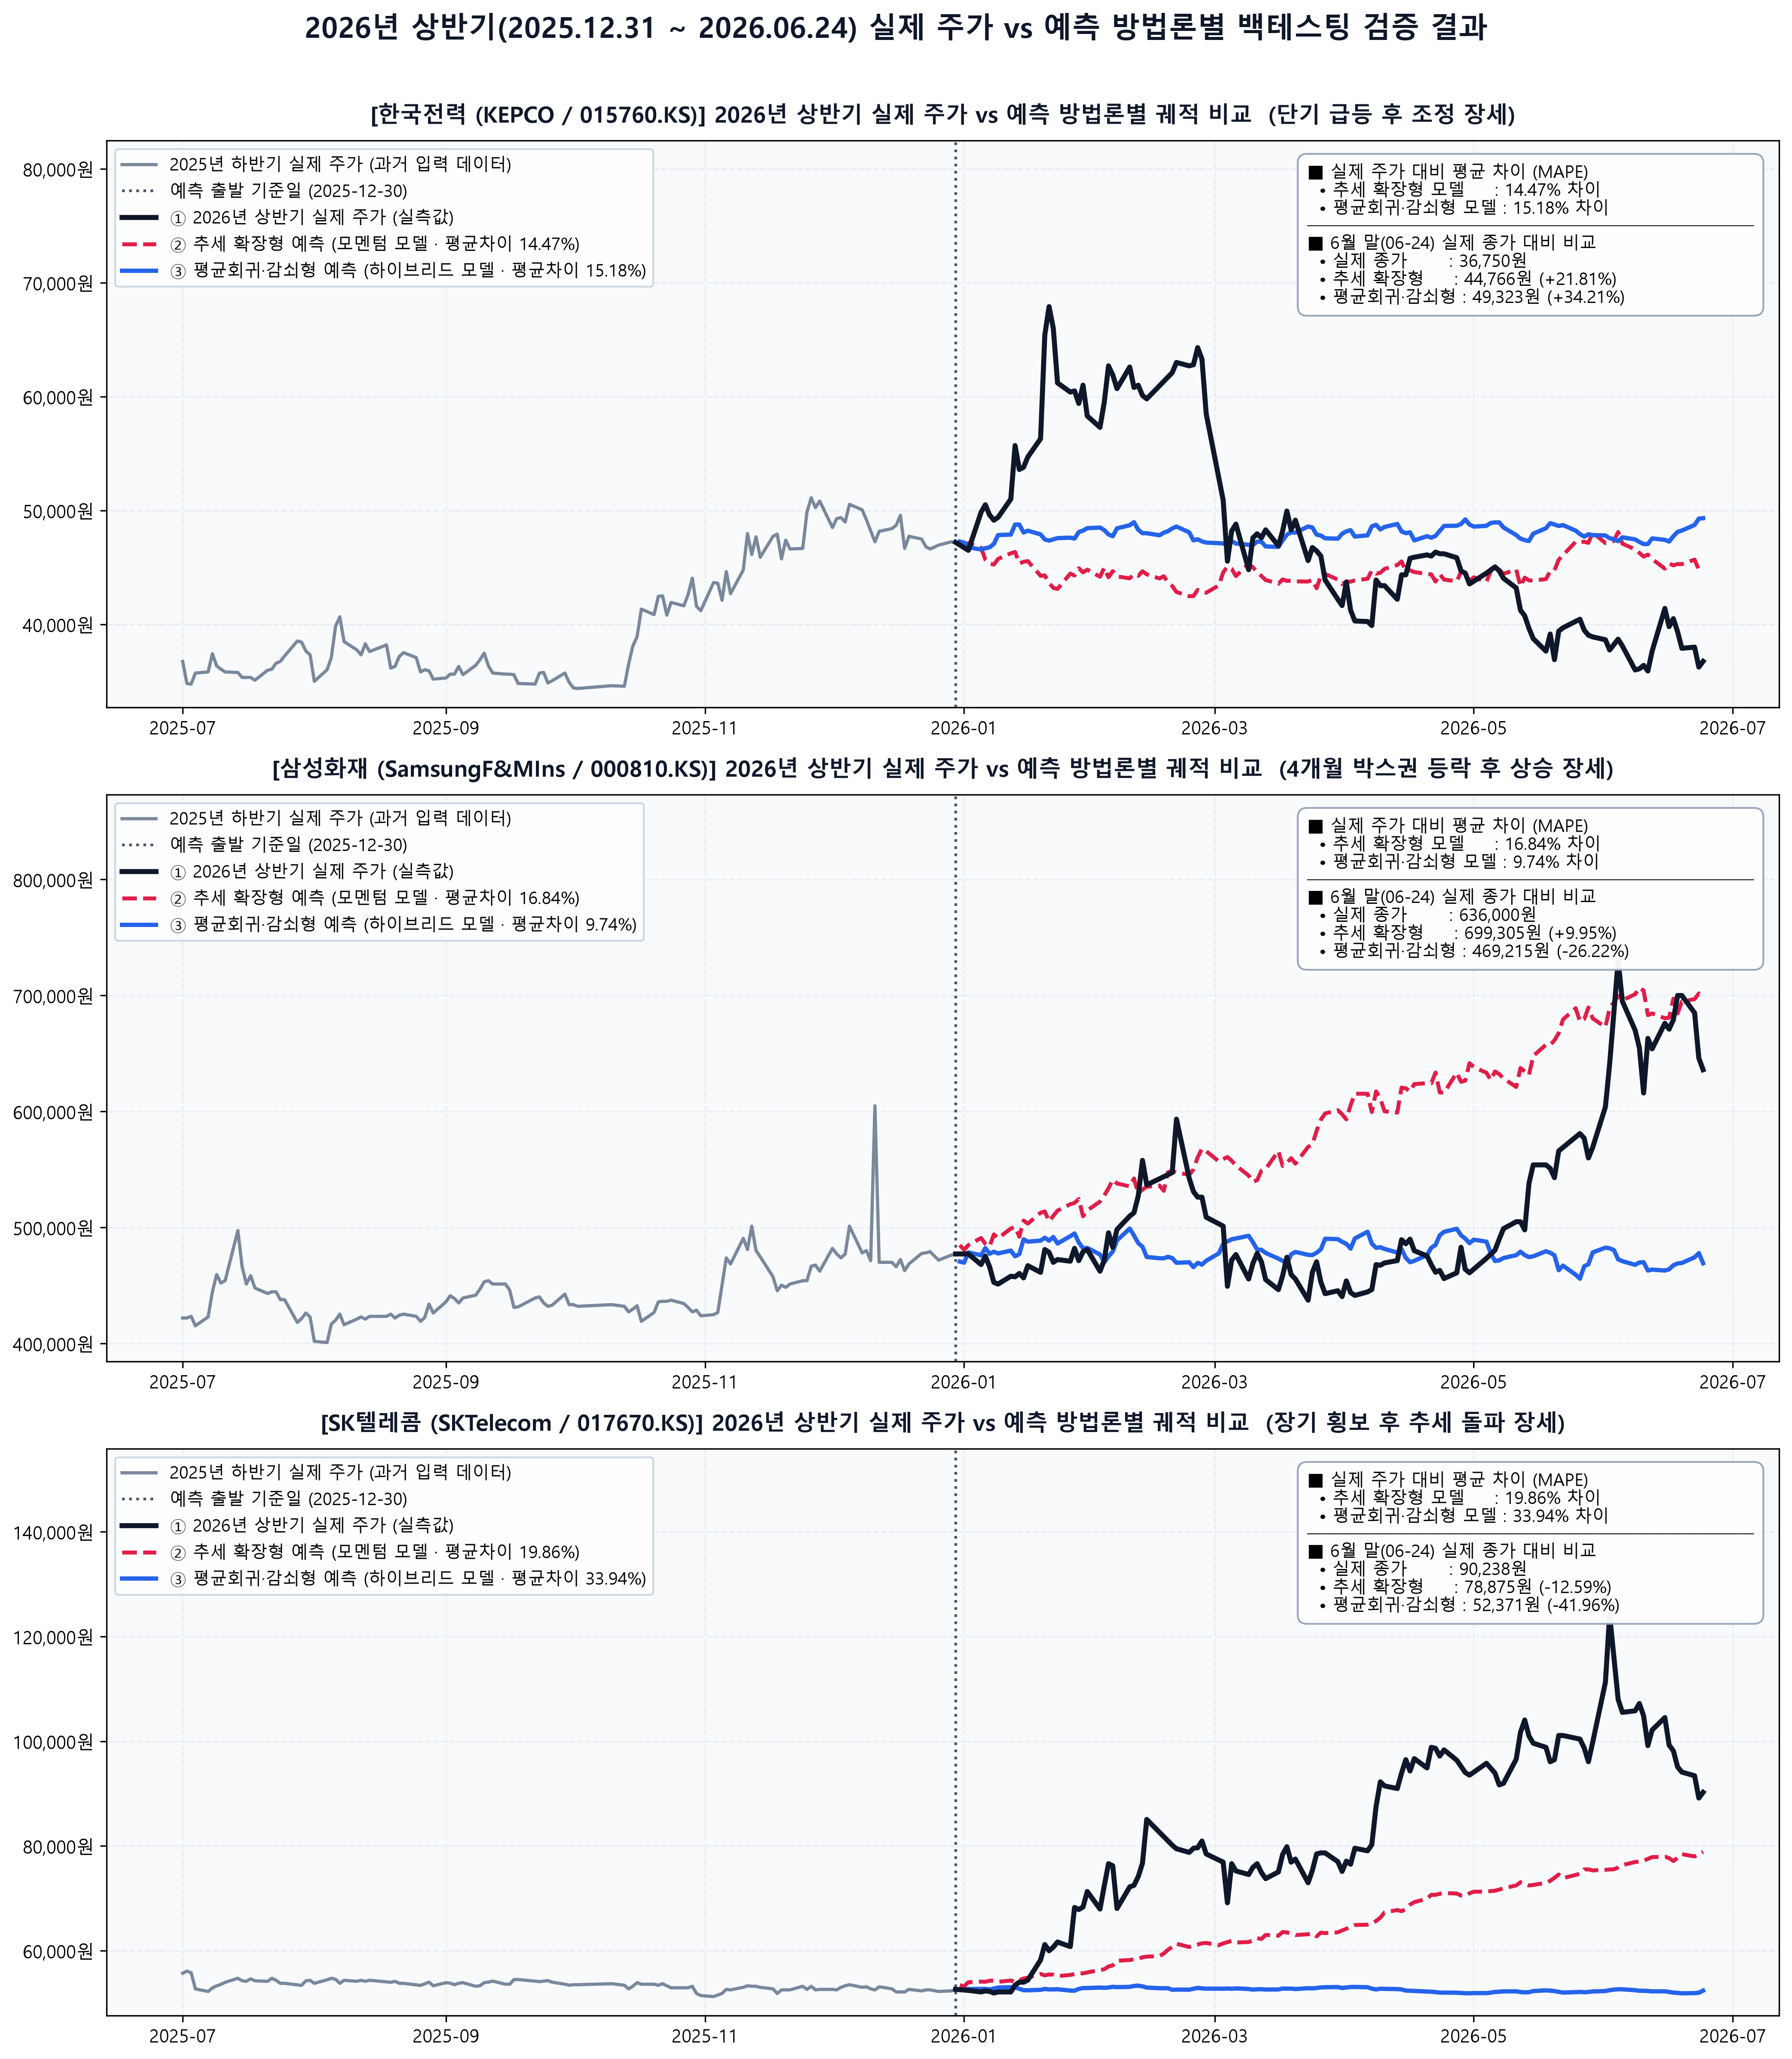 2026년 상반기(2025.12.31 ~ 2026.06.24) 실제 주가 vs 예측 방법론별 백테스팅 검증 결과
[한국전력 (KEPCO / 015760.KS)] 2026년 상반기 실제 주가 vs 예측 방법론별 궤적 비교 (단기 급등 후 조정 장세)
80,000원
70,000원
60,000원
50,000원
40,000원
2025년 하반기 실제 주가 (과거 입력 데이터)
예측 출발 기준일 (2025-12-30)
① 2026년 상반기 실제 주가 (실측값)
② 추세 확장형 예측 (모멘텀 모델 · 평균차이 14.47%)
③ 평균회귀·감쇠형 예측 (하이브리드 모델 · 평균차이 15.18%)
■ 실제 주가 대비 평균 차이 (MAPE)
• 추세 확장형 모델 : 14.47% 차이
• 평균회귀·감쇠형 모델 : 15.18% 차이
■ 6월 말(06-24) 실제 종가 대비 비교
• 실제 종가 : 36,750원
• 추세 확장형 : 44,766원 (+21.81%)
• 평균회귀·감쇠형 : 49,323원 (+34.21%)
2025-07 2025-09 2025-11 2026-01 2026-03 2026-05 2026-07
[삼성화재 (SamsungF&MIns / 000810.KS)] 2026년 상반기 실제 주가 vs 예측 방법론별 궤적 비교 (4개월 박스권 등락 후 상승 장세)
800,000원
700,000원
600,000원
500,000원
400,000원
2025년 하반기 실제 주가 (과거 입력 데이터)
예측 출발 기준일 (2025-12-30)
① 2026년 상반기 실제 주가 (실측값)
② 추세 확장형 예측 (모멘텀 모델 · 평균차이 16.84%)
③ 평균회귀·감쇠형 예측 (하이브리드 모델 · 평균차이 9.74%)
■ 실제 주가 대비 평균 차이 (MAPE)
• 추세 확장형 모델 : 16.84% 차이
• 평균회귀·감쇠형 모델 : 9.74% 차이
■ 6월 말(06-24) 실제 종가 대비 비교
• 실제 종가 : 636,000원
• 추세 확장형 : 699,305원 (+9.95%)
• 평균회귀·감쇠형 : 469,215원 (-26.22%)
2025-07 2025-09 2025-11 2026-01 2026-03 2026-05 2026-07
[SK텔레콤 (SKTelecom / 017670.KS)] 2026년 상반기 실제 주가 vs 예측 방법론별 궤적 비교 (장기 횡보 후 추세 돌파 장세)
140,000원
120,000원
100,000원
80,000원
60,000원
2025년 하반기 실제 주가 (과거 입력 데이터)
예측 출발 기준일 (2025-12-30)
① 2026년 상반기 실제 주가 (실측값)
② 추세 확장형 예측 (모멘텀 모델 · 평균차이 19.86%)
③ 평균회귀·감쇠형 예측 (하이브리드 모델 · 평균차이 33.94%)
■ 실제 주가 대비 평균 차이 (MAPE)
• 추세 확장형 모델 : 19.86% 차이
• 평균회귀·감쇠형 모델 : 33.94% 차이
■ 6월 말(06-24) 실제 종가 대비 비교
• 실제 종가 : 90,238원
• 추세 확장형 : 78,875원 (-12.59%)
• 평균회귀·감쇠형 : 52,371원 (-41.96%)
2025-07 2025-09 2025-11 2026-01 2026-03 2026-05 2026-07